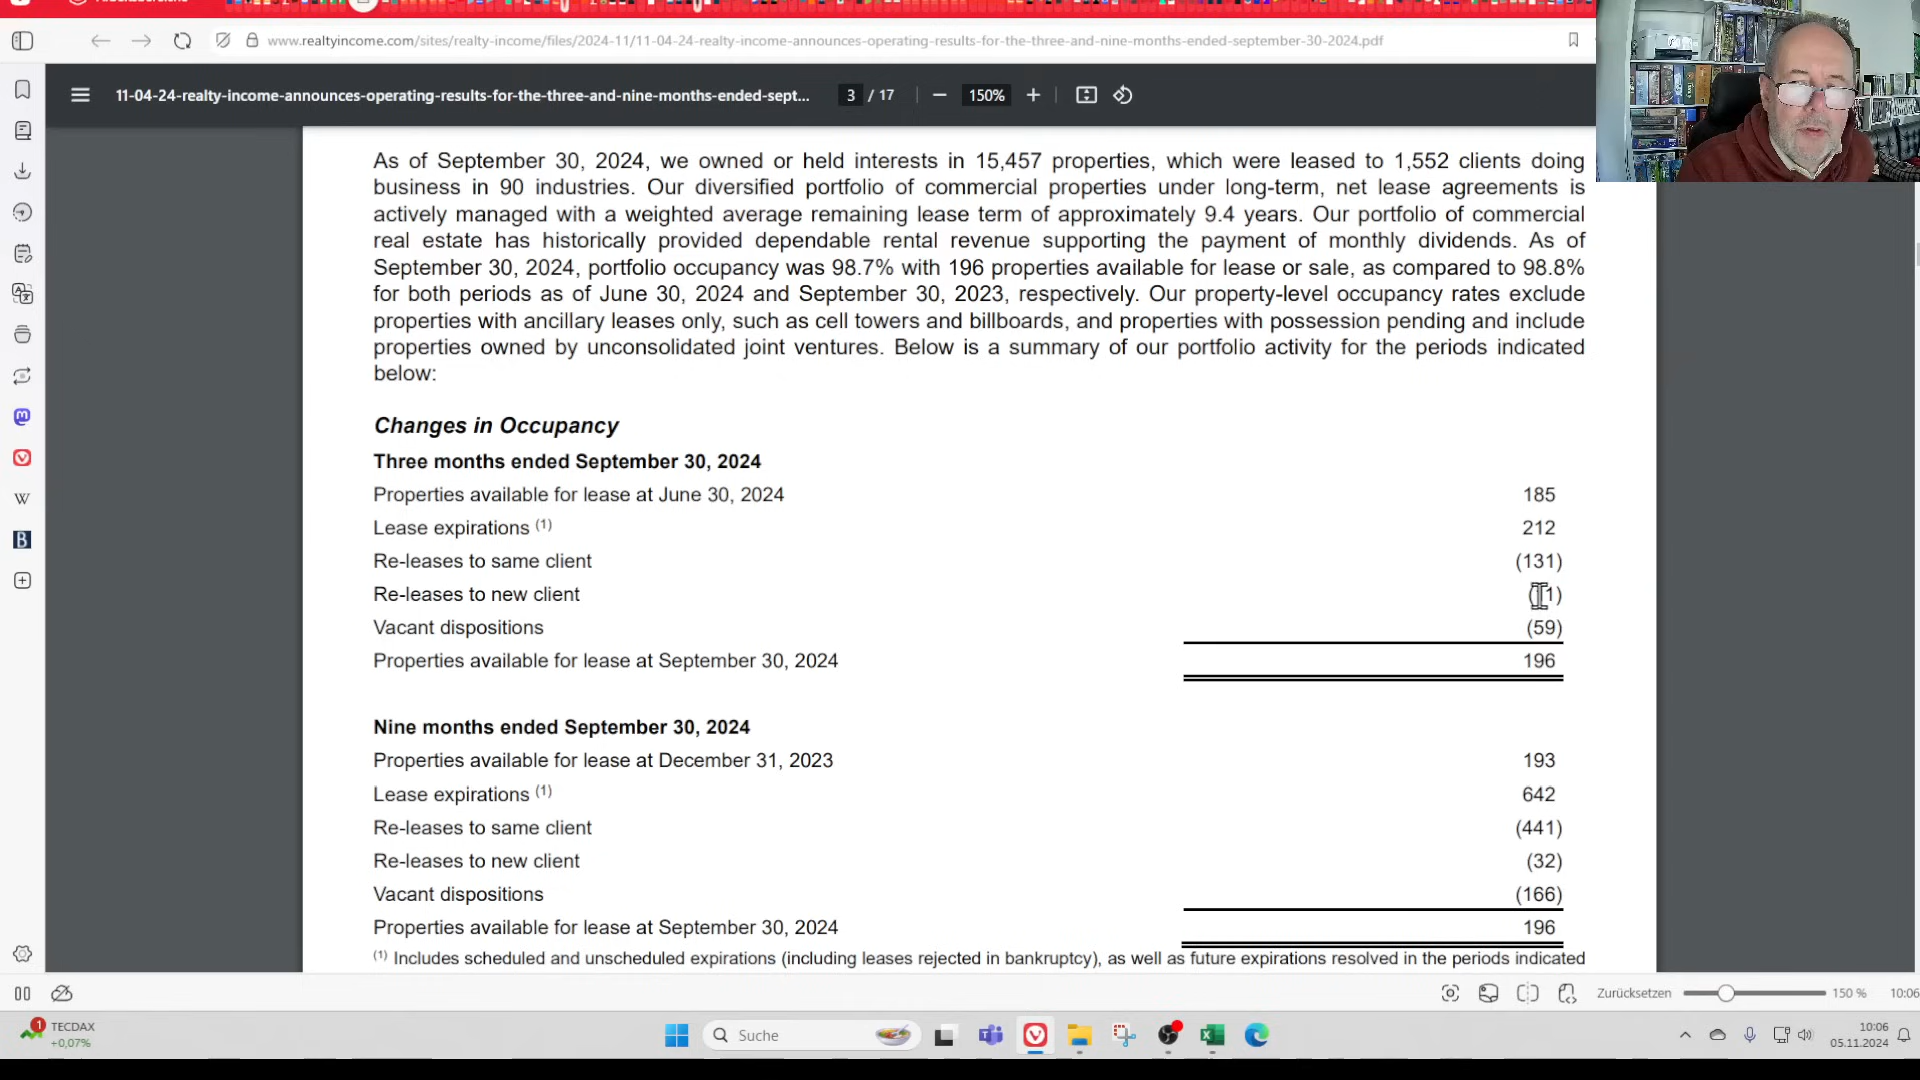 www.realtyincome.com/sites/realty-income/files/2024-11/11-04-24-realty-income-announces-operating-results-for-the-three-and-nine-months-ended-september-30-2024.pdf
11-04-24-realty-income-announces-operating-results-for-the-three-and-nine-months-ended-sept...
3 / 17
150%
As of September 30, 2024, we owned or held interests in 15,457 properties, which were leased to 1,552 clients doing
business in 90 industries. Our diversified portfolio of commercial properties under long-term, net lease agreements is
actively managed with a weighted average remaining lease term of approximately 9.4 years. Our portfolio of commercial
real estate has historically provided dependable rental revenue supporting the payment of monthly dividends. As of
September 30, 2024, portfolio occupancy was 98.7% with 196 properties available for lease or sale, as compared to 98.8%
for both periods as of June 30, 2024 and September 30, 2023, respectively. Our property-level occupancy rates exclude
properties with ancillary leases only, such as cell towers and billboards, and properties with possession pending and include
properties owned by unconsolidated joint ventures. Below is a summary of our portfolio activity for the periods indicated
below:
Changes in Occupancy
Three months ended September 30, 2024
Properties available for lease at June 30, 2024 185
Lease expirations (1) 212
Re-leases to same client (131)
Re-leases to new client
Vacant dispositions (59)
Properties available for lease at September 30, 2024 196
Nine months ended September 30, 2024
Properties available for lease at December 31, 2023 193
Lease expirations (1) 642
Re-leases to same client (441)
Re-leases to new client (32)
Vacant dispositions (166)
Properties available for lease at September 30, 2024 196
(1) Includes scheduled and unscheduled expirations (including leases rejected in bankruptcy), as well as future expirations resolved in the periods indicated
Zurücksetzen 150 % 10:06
1
TECDAX
+0,07%
Suche
10:06
05.11.2024